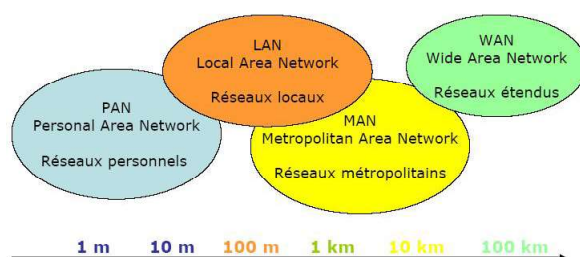 PAN
Personal Area Network
Réseaux personnels
LAN
Local Area Network
Réseaux locaux
MAN
Metropolitan Area Network
Réseaux métropolitains
WAN
Wide Area Network
Réseaux étendus
1 m 10 m 100 m 1 km 10 km 100 km